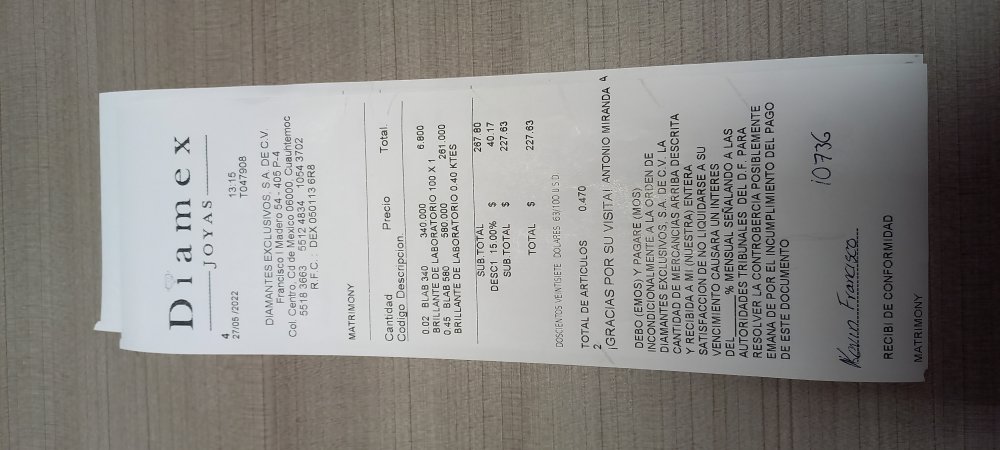 Diamex
JOYAS
4
27/05 /2022 13:15
T047908
DIAMANTES EXCLUSIVOS, S.A. DE C.V.
Francisco I Madero 54 - 405 P-4
Col. Centro, Cd de Mexico 06000, Cuauhtemoc
5518 3663 5512 4834 1054 3702
R F C. : DEX 050113 6R8
MATRIMONY
Cantidad Precio Total.
Codigo Descripcion
0.02 BLAB 340 340.000 6.800
BRILLANTE DE LABORATORIO 100 X 1
0.45 BLAB 580 580.000 261.000
BRILLANTE DE LABORATORIO 0.40 KTES
SUB.TOTAL 267.80
DESC1 15.00% $ 40.17
SUB.TOTAL $ 227.63
TOTAL $ 227.63
DOSCIENTOS VEINTISIETE DOLARES 63/100 U S D
TOTAL DE ARTICULOS 0.470
2
¡GRACIAS POR SU VISITA! ANTONIO MIRANDA A
DEBO (EMOS) Y PAGARE (MOS)
INCONDICIONALMENTE A LA ORDEN DE
DIAMANTES EXCLUSIVOS, S.A. DE C.V. LA
CANTIDAD DE MERCANCIAS ARRIBA DESCRITA
Y RECIBIDA A MI (NUESTRA) ENTERA
SATISFACCION DE NO LIQUIDARSE A SU
VENCIMIENTO CAUSARA UN INTERES
DEL % MENSUAL SEÑALANDO A LAS
AUTORIDADES TRIBUNALES DEL D.F. PARA
RESOLVER LA CONTROBERCIA OSIBLEMENTE
EMANA DE POR EL INCUMPLIMIENTO DEL PAGO
DE ESTE DOCUMENTO
Francisco 10736
RECIBI DE CONFORMIDAD
MATRIMONY